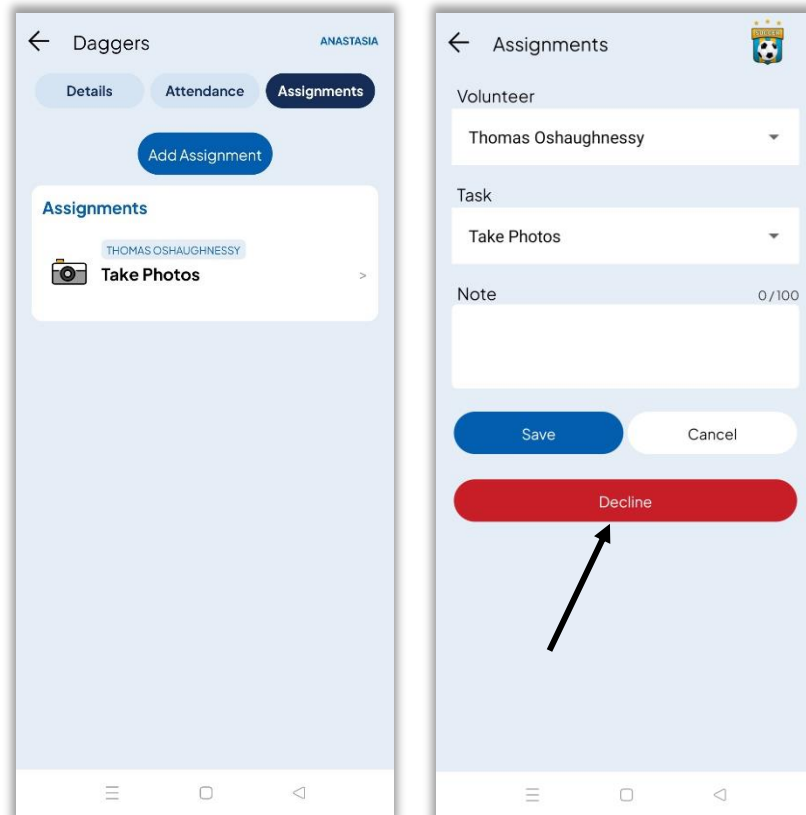 Daggers
ANASTASIA
Details
Attendance
Assignments
Add Assignment
Assignments
THOMAS OSHAUGHNESSY
Take Photos
>
Assignments
SOCCER
Volunteer
Thomas Oshaughnessy
Task
Take Photos
Note
0/100
Save
Cancel
Decline